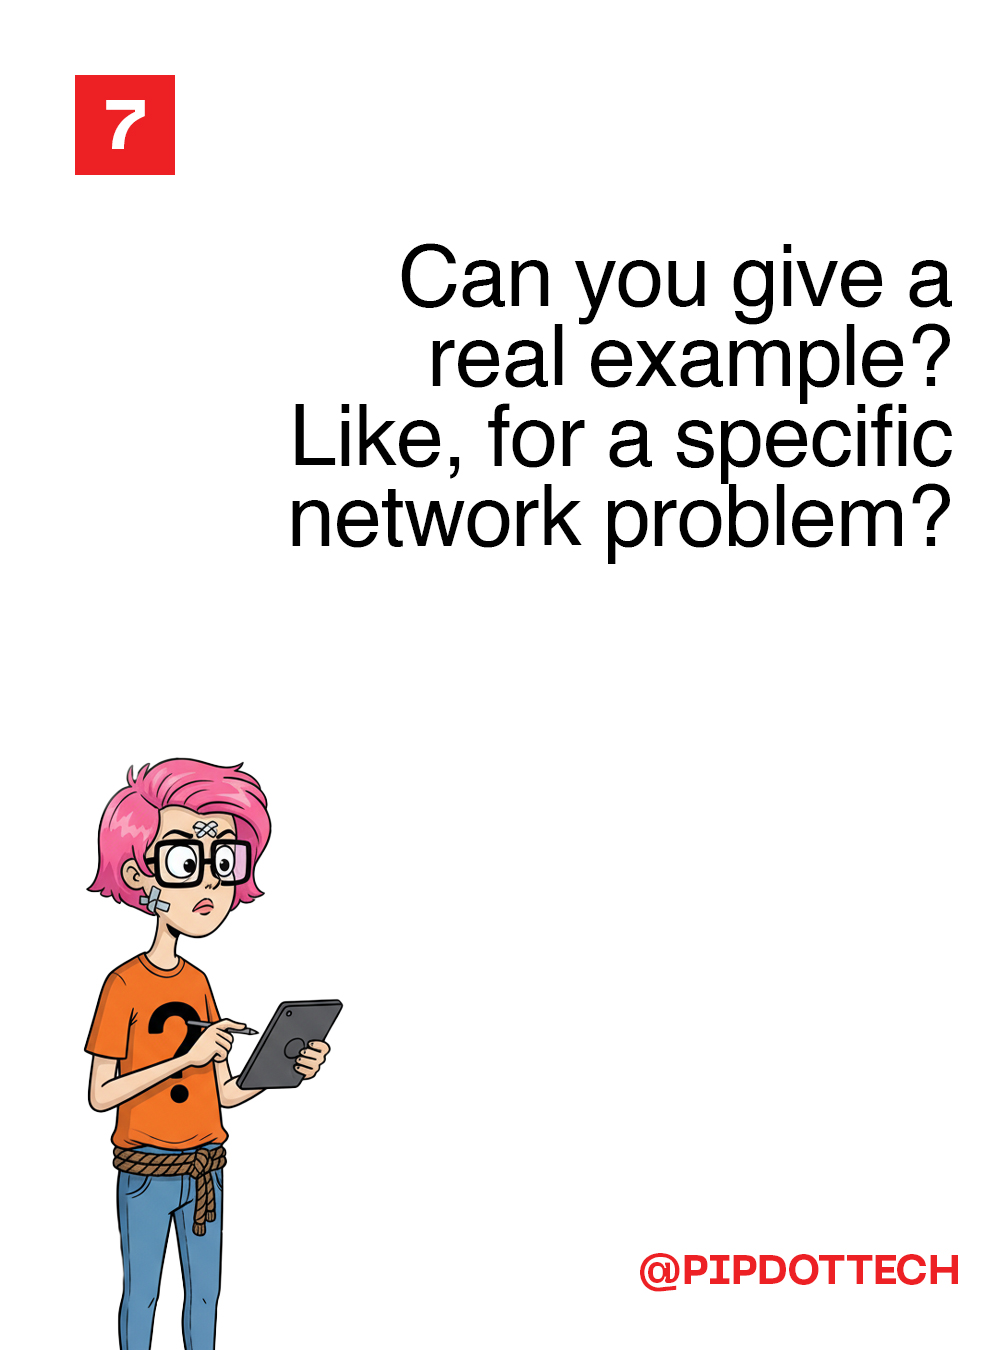 7
Can you give a
real example?
Like, for a specific
network problem?
?
@PIPDOTTECH